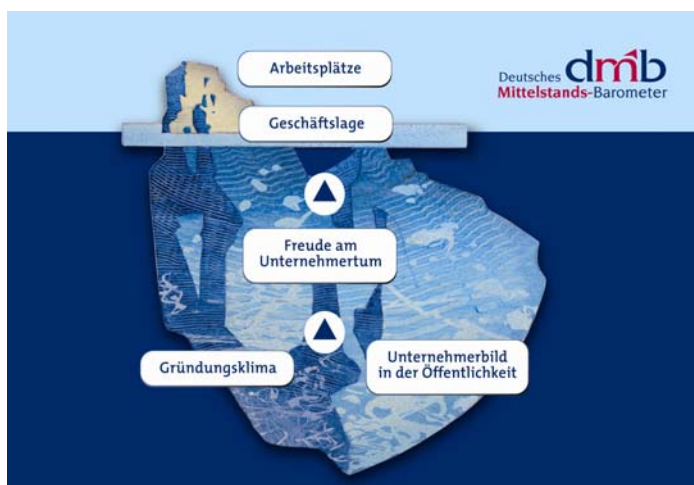 Arbeitsplätze
Deutsches dmb
Mittelstands-Barometer
Geschäftslage
Freude am
Unternehmertum
Gründungsklima
Unternehmerbild
in der Öffentlichkeit